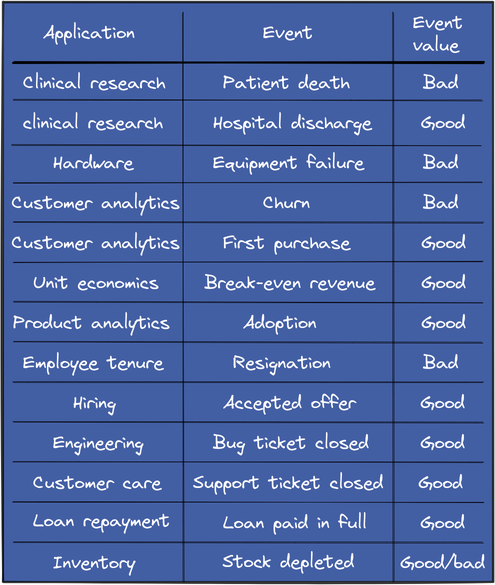 Application Event Event value
Clinical research Patient death Bad
clinical research Hospital discharge Good
Hardware Equipment failure Bad
Customer analytics Churn Bad
Customer analytics First purchase Good
Unit economics Break-even revenue Good
Product analytics Adoption Good
Employee tenure Resignation Bad
Hiring Accepted offer Good
Engineering Bug ticket closed Good
Customer care Support ticket closed Good
Loan repayment Loan paid in full Good
Inventory Stock depleted Good/bad